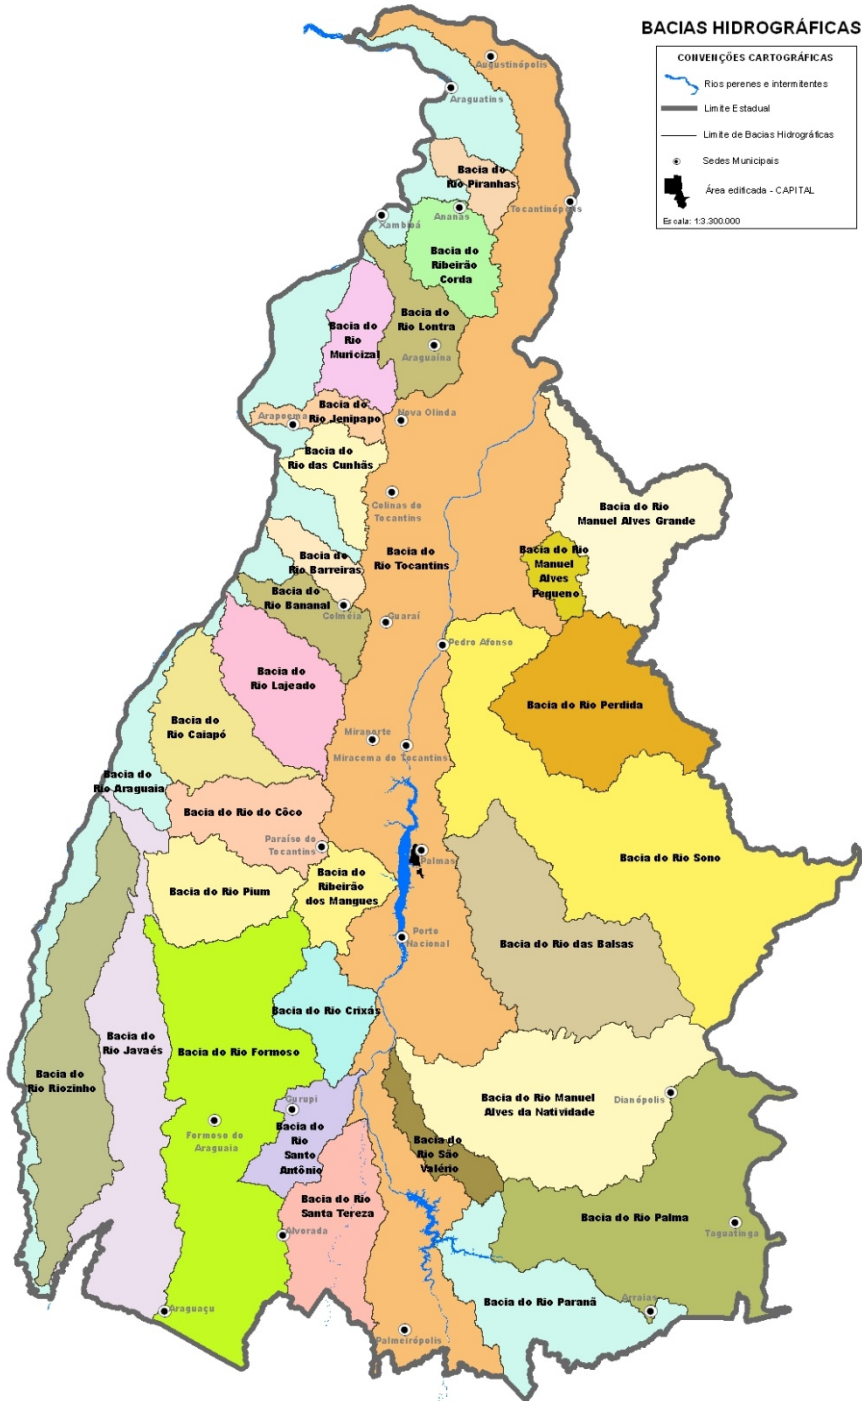 BACIAS HIDROGRÁFICAS
CONVENÇÕES CARTOGRÁFICAS
Rios perenes e intermitentes
Limite Estadual
Limite de Bacias Hidrográficas
Sedes Municipais
Área edificada - CAPITAL
Escala: 1:3.300.000
Augustinópolis
Araguatins
Bacia do
Rio Piranhas
Ananás
Tocantinópolis
Xambioá
Bacia do
Ribeirão
Corda
Bacia do
Rio Lontra
Bacia do
Rio
Muricizal
Araguaína
Bacia do
Rio Jenipapo
Arapoema
Nova Olinda
Bacia do
Rio das Cunhãs
Colinas do
Tocantins
Bacia do Rio
Manuel Alves Grande
Bacia do
Rio Barreiras
Bacia do
Rio Tocantins
Bacia do Rio
Manuel
Alves
Pequeno
Bacia do
Rio Bananal
Colméia
Guaraí
Pedro Afonso
Bacia do
Rio Lajeado
Bacia do Rio Perdida
Bacia do
Rio Caiapó
Miranorte
Miracema do Tocantins
Bacia do
Rio Araguaia
Bacia do Rio do Côco
Paraíso do
Tocantins
Palmas
Bacia do Rio Sono
Bacia do Rio Pium
Bacia do
Ribeirão
dos Mangues
Porto
Nacional
Bacia do Rio das Balsas
Bacia do Rio Crixás
Bacia do
Rio Javaés
Bacia do Rio Formoso
Bacia do
Rio Riozinho
Bacia do Rio Manuel
Alves da Natividade
Dianópolis
Gurupi
Formoso do
Araguaia
Bacia do
Rio
Santo
Antônio
Bacia do
Rio São
Valério
Bacia do Rio
Santa Tereza
Bacia do Rio Palma
Taguatinga
Alvorada
Bacia do Rio Paranã
Arraias
Araguaçu
Palmeirópolis